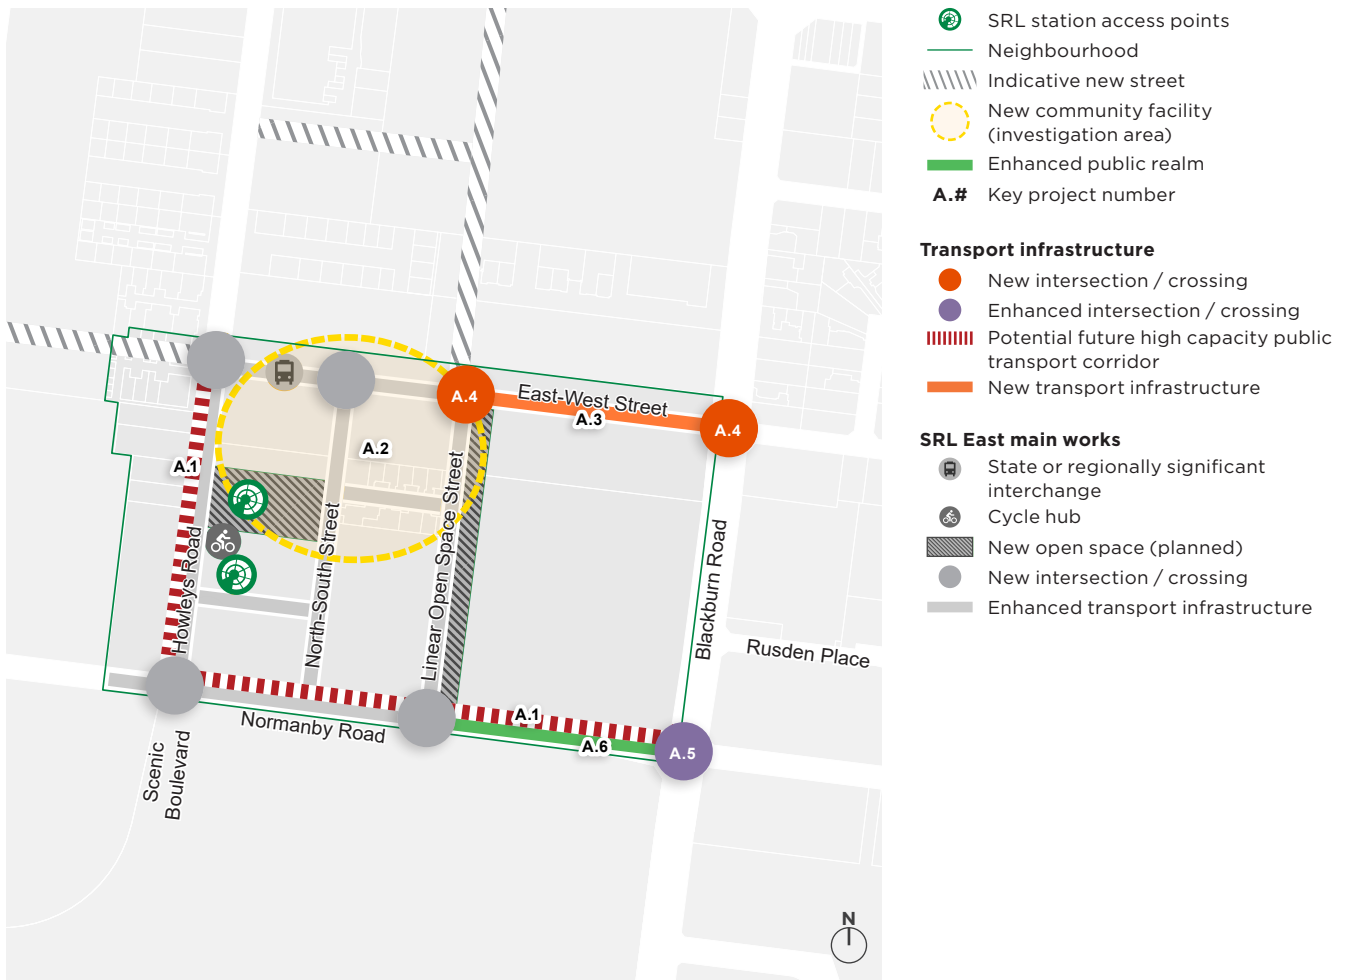 SRL station access points
Neighbourhood
Indicative new street
New community facility
(investigation area)
Enhanced public realm
A.# Key project number
Transport infrastructure
New intersection / crossing
Enhanced intersection / crossing
Potential future high capacity public
transport corridor
New transport infrastructure
SRL East main works
State or regionally significant
interchange
Cycle hub
New open space (planned)
New intersection / crossing
Enhanced transport infrastructure
A.4
East-West Street
A.3
A.4
A.2
A.1
Howleys Road
North-South Street
Linear Open Space Street
Blackburn Road
Rusden Place
A.1
A.6
A.5
Normanby Road
Scenic
Boulevard
N